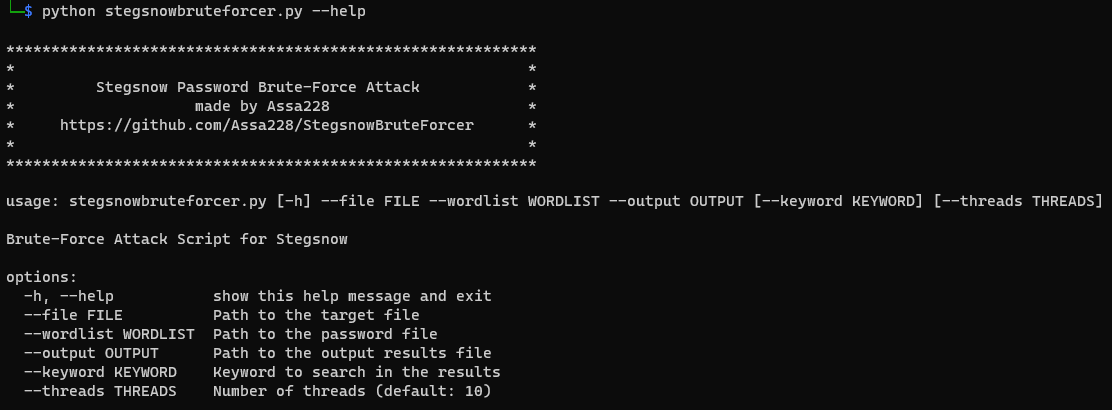 └─$ python stegsnowbruteforcer.py --help
***********************************************************
*                                                         *
*         Stegsnow Password Brute-Force Attack            *
*                    made by Assa228                      *
*     https://github.com/Assa228/StegsnowBruteForcer      *
*                                                         *
***********************************************************
usage: stegsnowbruteforcer.py [-h] --file FILE --wordlist WORDLIST --output OUTPUT [--keyword KEYWORD] [--threads THREADS]
Brute-Force Attack Script for Stegsnow
options:
  -h, --help           show this help message and exit
  --file FILE          Path to the target file
  --wordlist WORDLIST  Path to the password file
  --output OUTPUT      Path to the output results file
  --keyword KEYWORD    Keyword to search in the results
  --threads THREADS    Number of threads (default: 10)